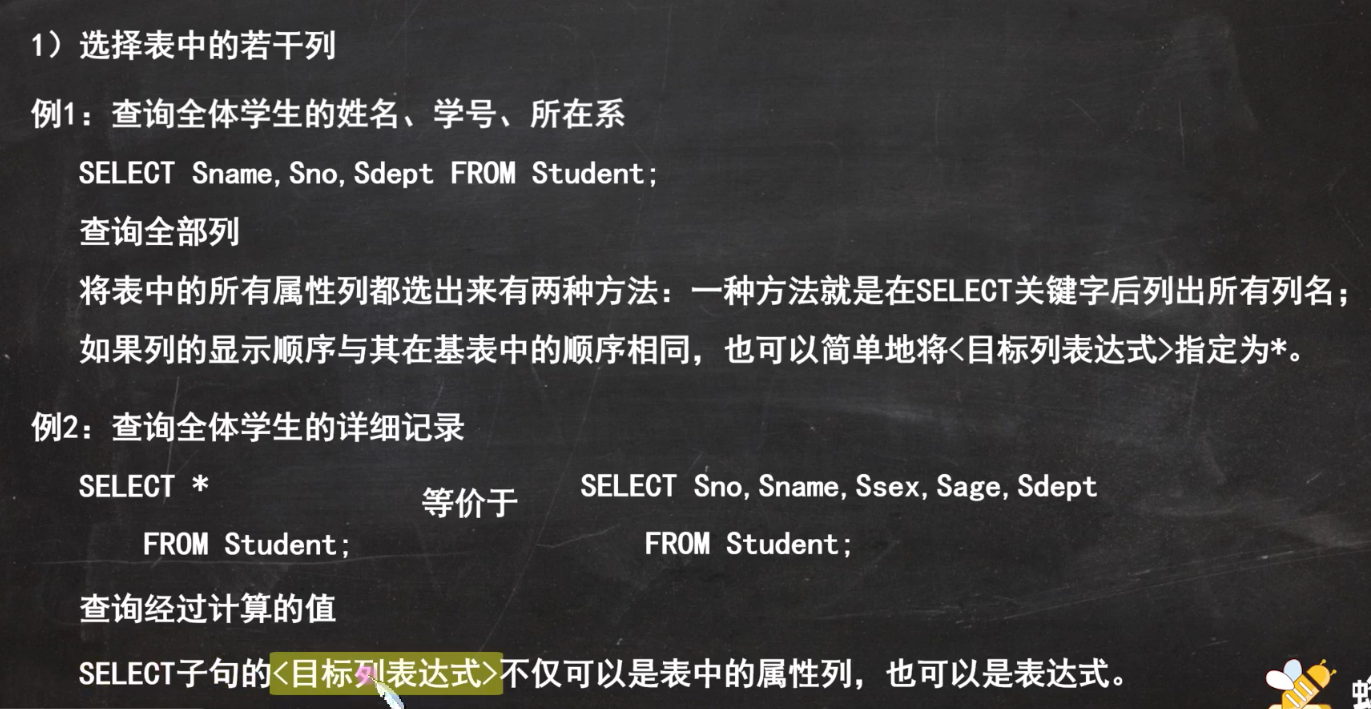 1）选择表中的若干列
例1：查询全体学生的姓名、学号、所在系
SELECT Sname,Sno,Sdept FROM Student;
查询全部列
将表中的所有属性列都选出来有两种方法：一种方法就是在SELECT关键字后列出所有列名；
如果列的显示顺序与其在基表中的顺序相同，也可以简单地将<目标列表达式>指定为*。
例2：查询全体学生的详细记录
SELECT * 等价于 SELECT Sno,Sname,Ssex,Sage,Sdept
FROM Student; FROM Student;
查询经过计算的值
SELECT子句的<目标列表达式>不仅可以是表中的属性列，也可以是表达式。